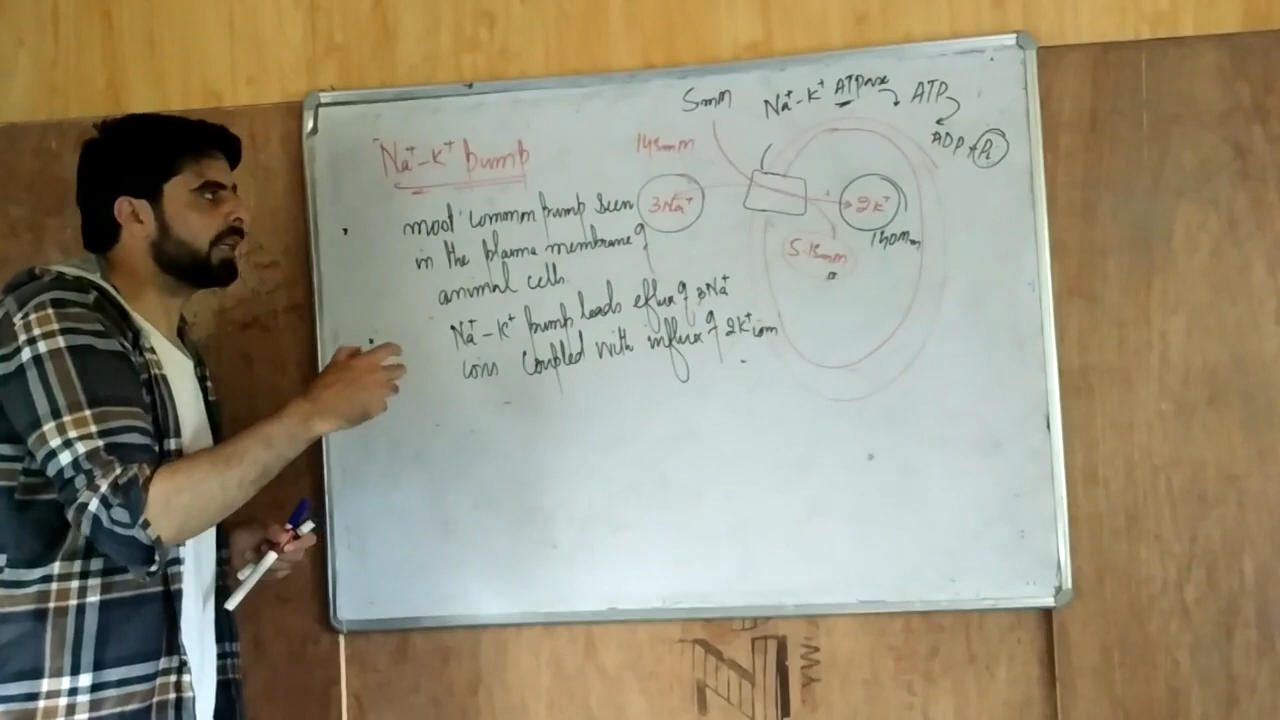 Na+-K+ pump
most common pump seen
in the plasma membrane of
animal cells
Na+-K+ pump leads efflux of 3Na+
ions coupled with influx of 2K+ ion
5mm
Na+-K+ ATPase
ATP
ADP + Pi
145mm
3Na+
2K+
140Mm
5-15mm